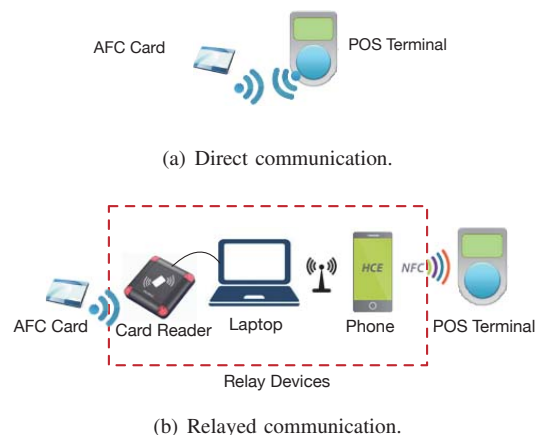 AFC Card
POS Terminal
(a) Direct communication.
HCE
NFC
AFC Card
Card Reader
Laptop
Phone
POS Terminal
Relay Devices
(b) Relayed communication.